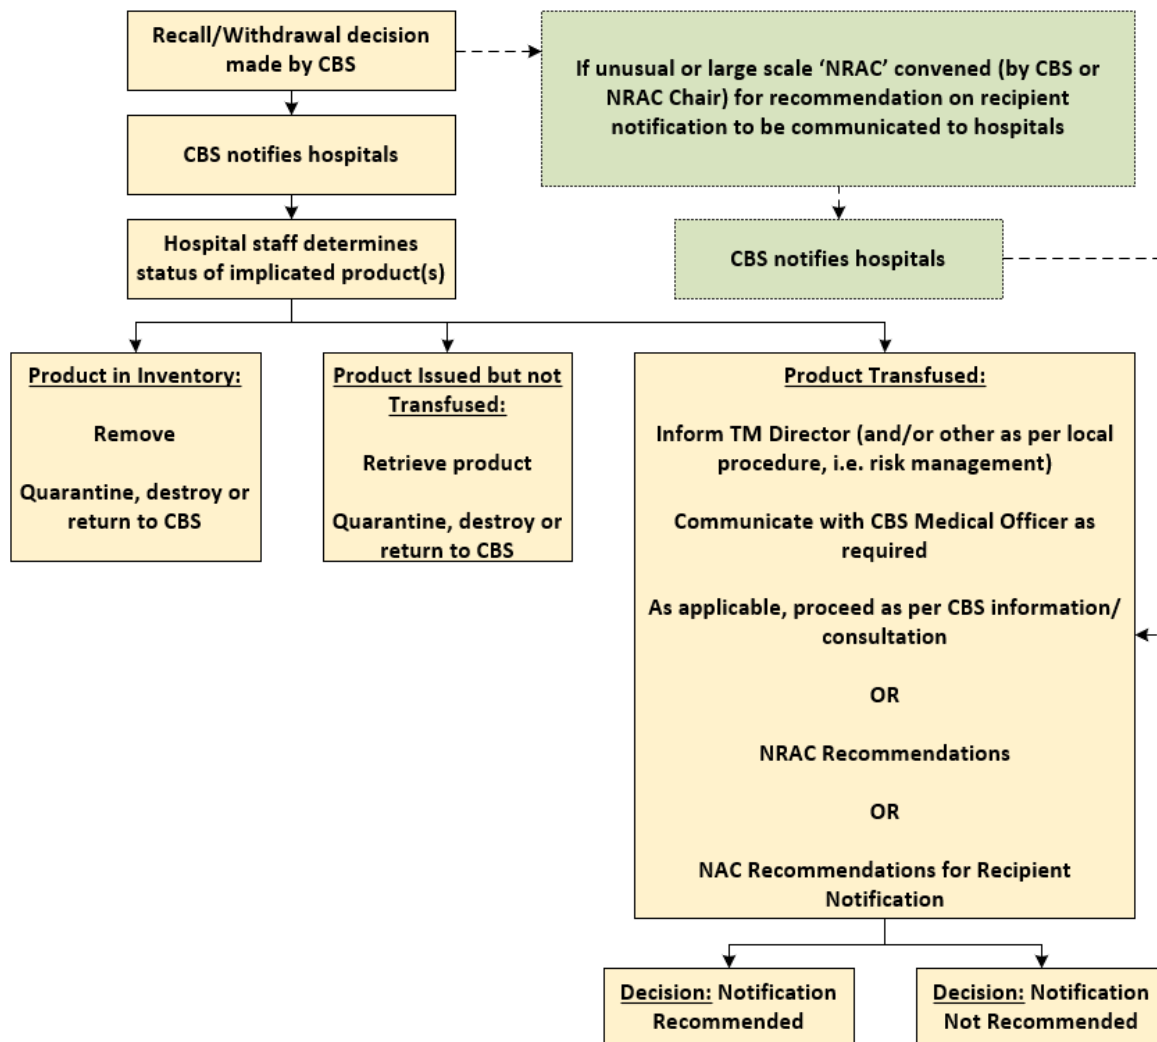 Recall/Withdrawal decision
made by CBS
If unusual or large scale ‘NRAC’ convened (by CBS or
NRAC Chair) for recommendation on recipient
notification to be communicated to hospitals
CBS notifies hospitals
CBS notifies hospitals
Hospital staff determines
status of implicated product(s)
Product in Inventory:
Remove
Quarantine, destroy or
return to CBS
Product Issued but not
Transfused:
Retrieve product
Quarantine, destroy or
return to CBS
Product Transfused:
Inform TM Director (and/or other as per local
procedure, i.e. risk management)
Communicate with CBS Medical Officer as
required
As applicable, proceed as per CBS information/
consultation
OR
NRAC Recommendations
OR
NAC Recommendations for Recipient
Notification
Decision: Notification
Recommended
Decision: Notification
Not Recommended